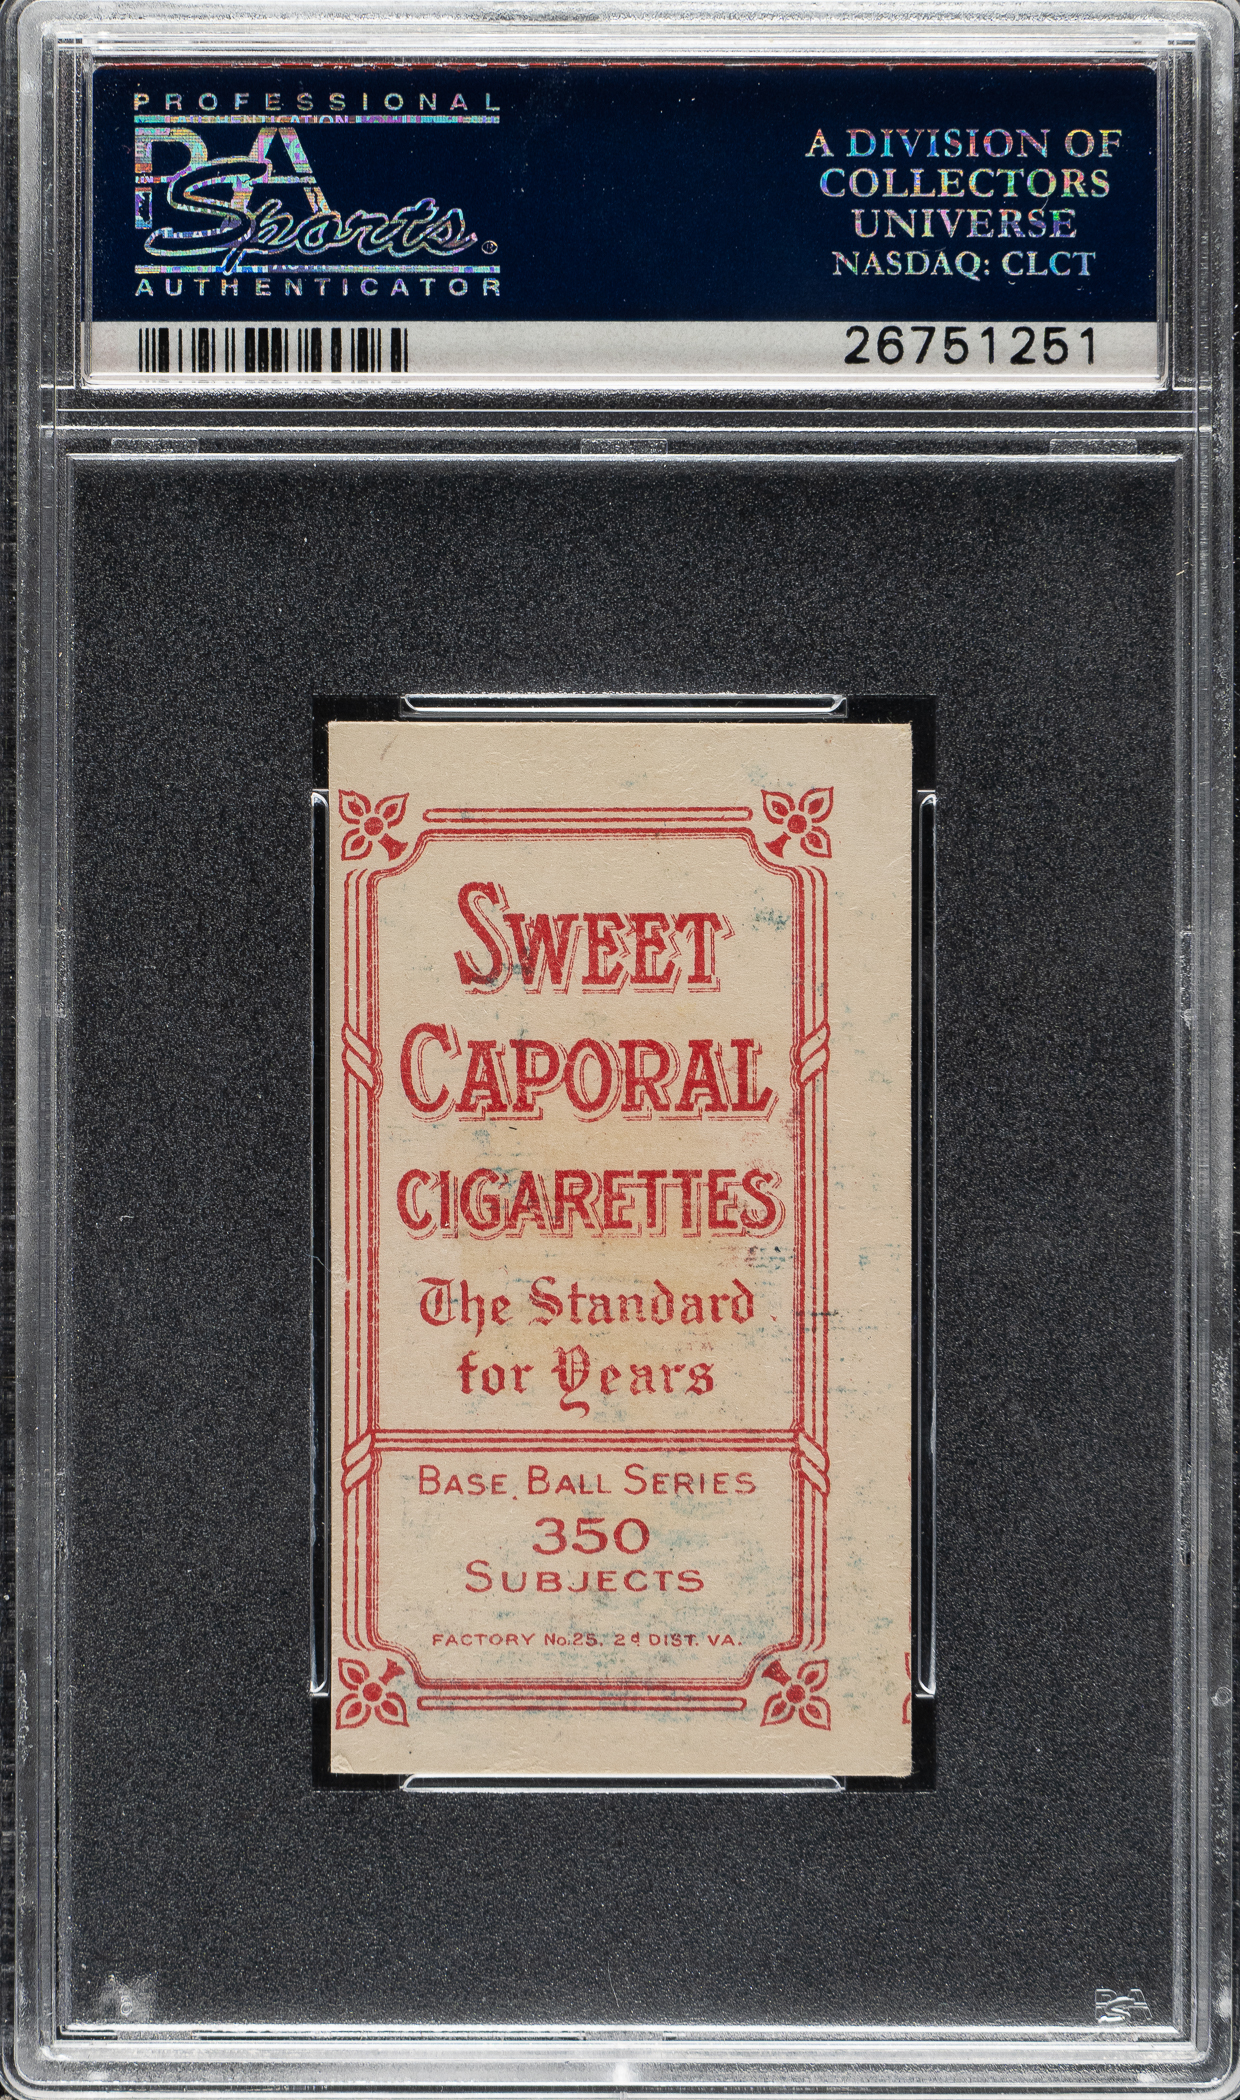 PROFESSIONAL
PSA
Sports®
AUTHENTICATOR
A DIVISION OF
COLLECTORS
UNIVERSE
NASDAQ: CLCT
26751251
SWEET
CAPORAL
CIGARETTES
The Standard
for Years
BASE BALL SERIES
350
SUBJECTS
FACTORY No. 25, 2d DIST. VA.
PSA